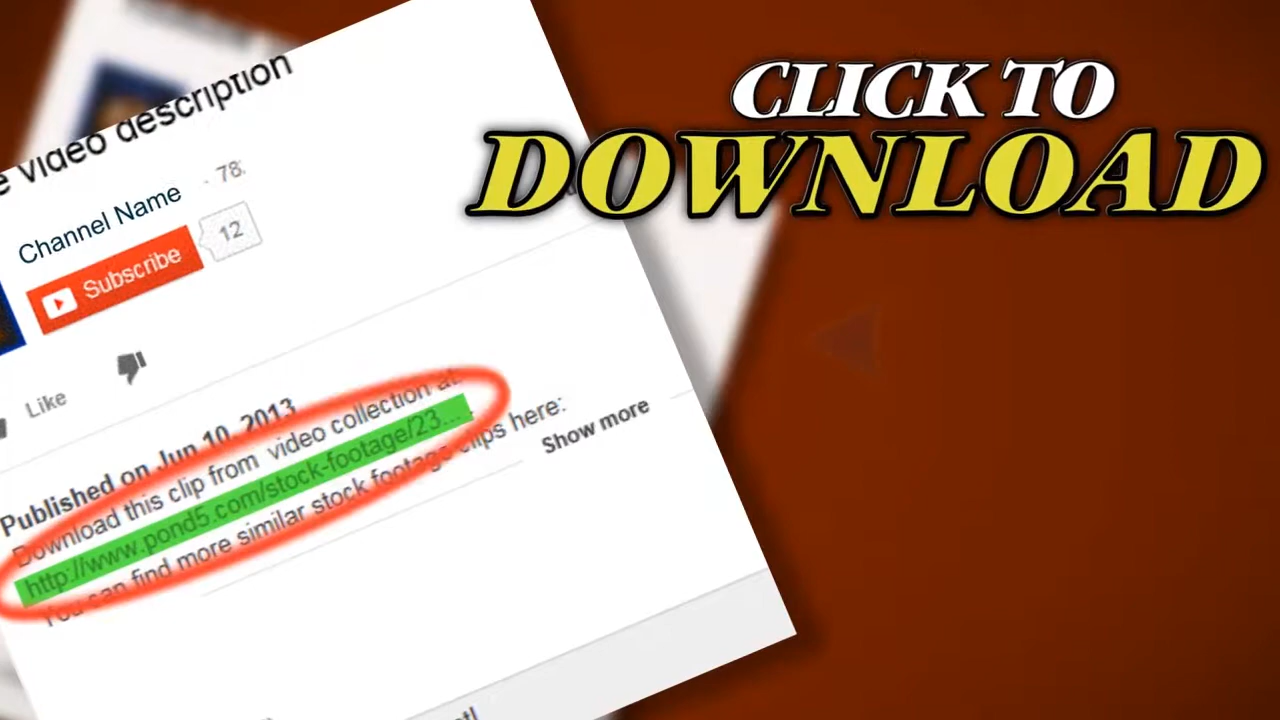 CLICK TO
DOWNLOAD
video description
Channel Name
Subscribe
12
Like
Published on Jun 10, 2013
Download this clip from video collection at
http://www.pond5.com/stock-footage/23...
You can find more similar stock footage clips here:
Show more